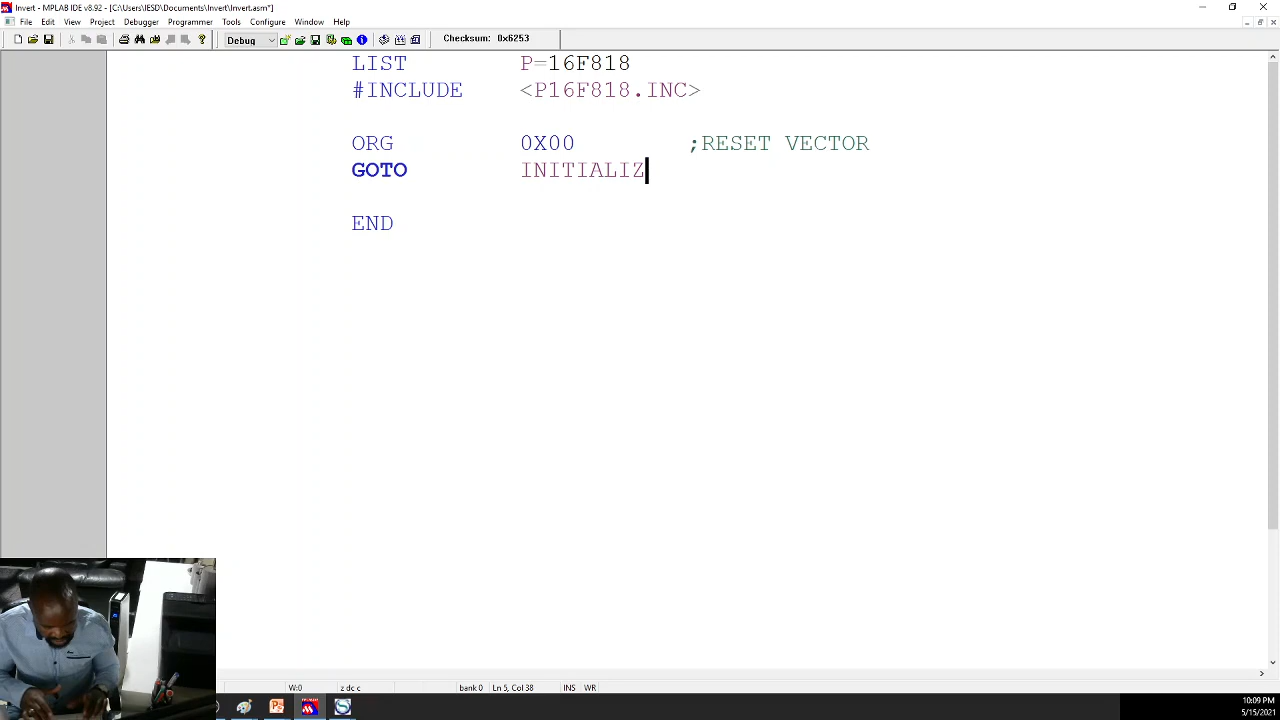 Invert - MPLAB IDE v8.92 - [C:\Users\IESD\Documents\Invert\Invert.asm*]
File Edit View Project Debugger Programmer Tools Configure Window Help
Debug Checksum: 0x6253
LIST P=16F818
#INCLUDE <P16F818.INC>
ORG 0X00 ;RESET VECTOR
GOTO INITIALIZ
END
W:0 z dc c bank 0 Ln 5, Col 38 INS WR
10:09 PM
5/15/2021